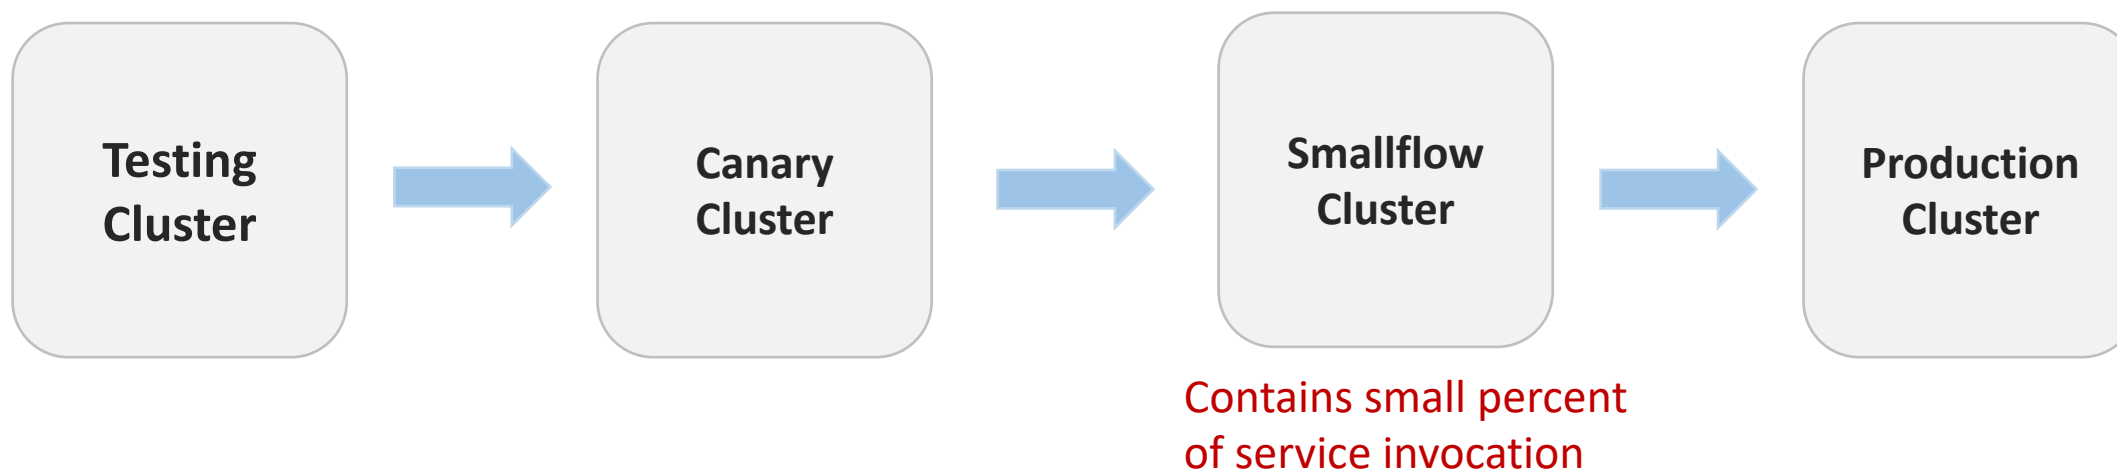 Testing
Cluster
Canary
Cluster
Smallflow
Cluster
Production
Cluster
Contains small percent
of service invocation